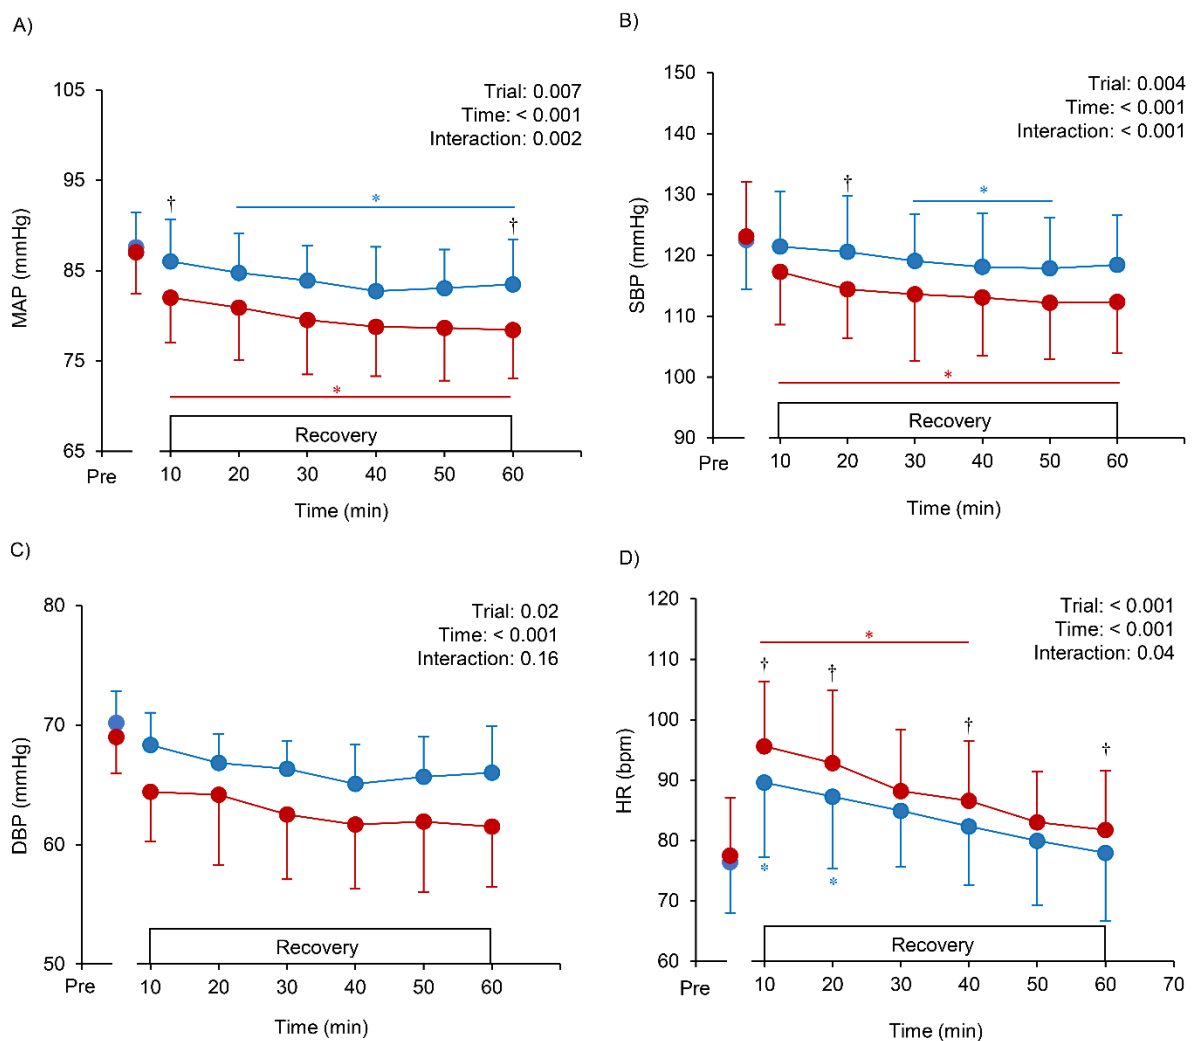 A)
105
95
85
75
65
MAP (mmHg)
Trial: 0.007
Time: < 0.001
Interaction: 0.002
†
*
†
*
Recovery
Pre
10 20 30 40 50 60
Time (min)
B)
150
140
130
120
110
100
90
SBP (mmHg)
Trial: 0.004
Time: < 0.001
Interaction: < 0.001
†
*
*
Recovery
Pre
10 20 30 40 50 60
Time (min)
C)
80
70
60
50
DBP (mmHg)
Trial: 0.02
Time: < 0.001
Interaction: 0.16
Recovery
Pre
10 20 30 40 50 60
Time (min)
D)
120
110
100
90
80
70
60
HR (bpm)
Trial: < 0.001
Time: < 0.001
Interaction: 0.04
*
† † † †
* *
Recovery
Pre
10 20 30 40 50 60 70
Time (min)